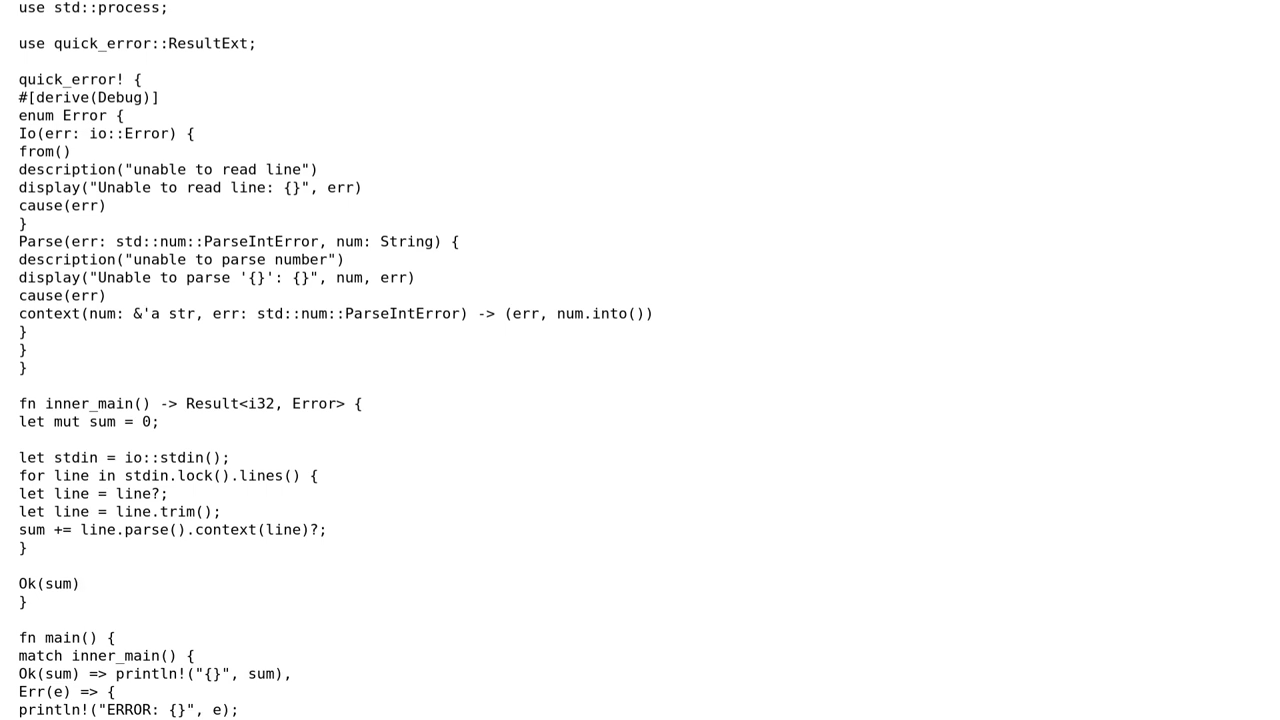 use std::process;

use quick_error::ResultExt;

quick_error! {
#[derive(Debug)]
enum Error {
Io(err: io::Error) {
from()
description("unable to read line")
display("Unable to read line: {}", err)
cause(err)
}
Parse(err: std::num::ParseIntError, num: String) {
description("unable to parse number")
display("Unable to parse '{}': {}", num, err)
cause(err)
context(num: &'a str, err: std::num::ParseIntError) -> (err, num.into())
}
}
}

fn inner_main() -> Result<i32, Error> {
let mut sum = 0;

let stdin = io::stdin();
for line in stdin.lock().lines() {
let line = line?;
let line = line.trim();
sum += line.parse().context(line)?;
}

Ok(sum)
}

fn main() {
match inner_main() {
Ok(sum) => println!("{}", sum),
Err(e) => {
println!("ERROR: {}", e);